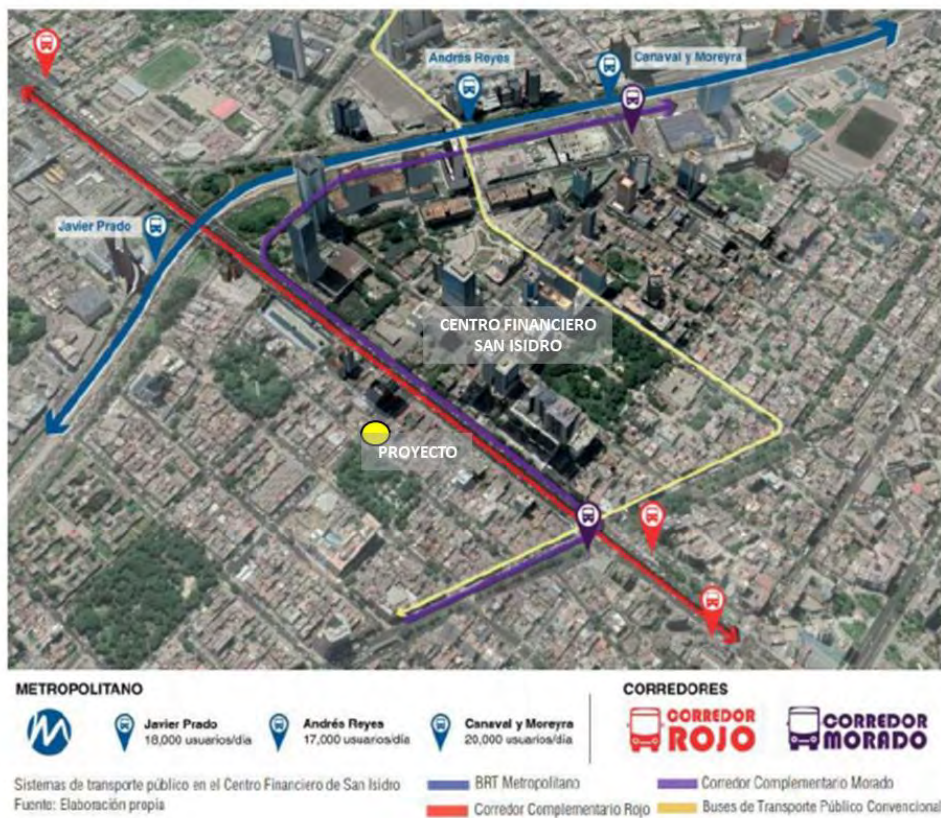 Andrés Reyes
Canaval y Moreyra
Javier Prado
CENTRO FINANCIERO
SAN ISIDRO
PROYECTO
METROPOLITANO
Javier Prado
18,000 usuarios/día
Andrés Reyes
17,000 usuarios/día
Canaval y Moreyra
20,000 usuarios/día
CORREDORES
CORREDOR
ROJO
CORREDOR
MORADO
Sistemas de transporte público en el Centro Financiero de San Isidro
Fuente: Elaboración propia
BRT Metropolitano
Corredor Complementario Morado
Corredor Complementario Rojo
Buses de Transporte Público Convencional